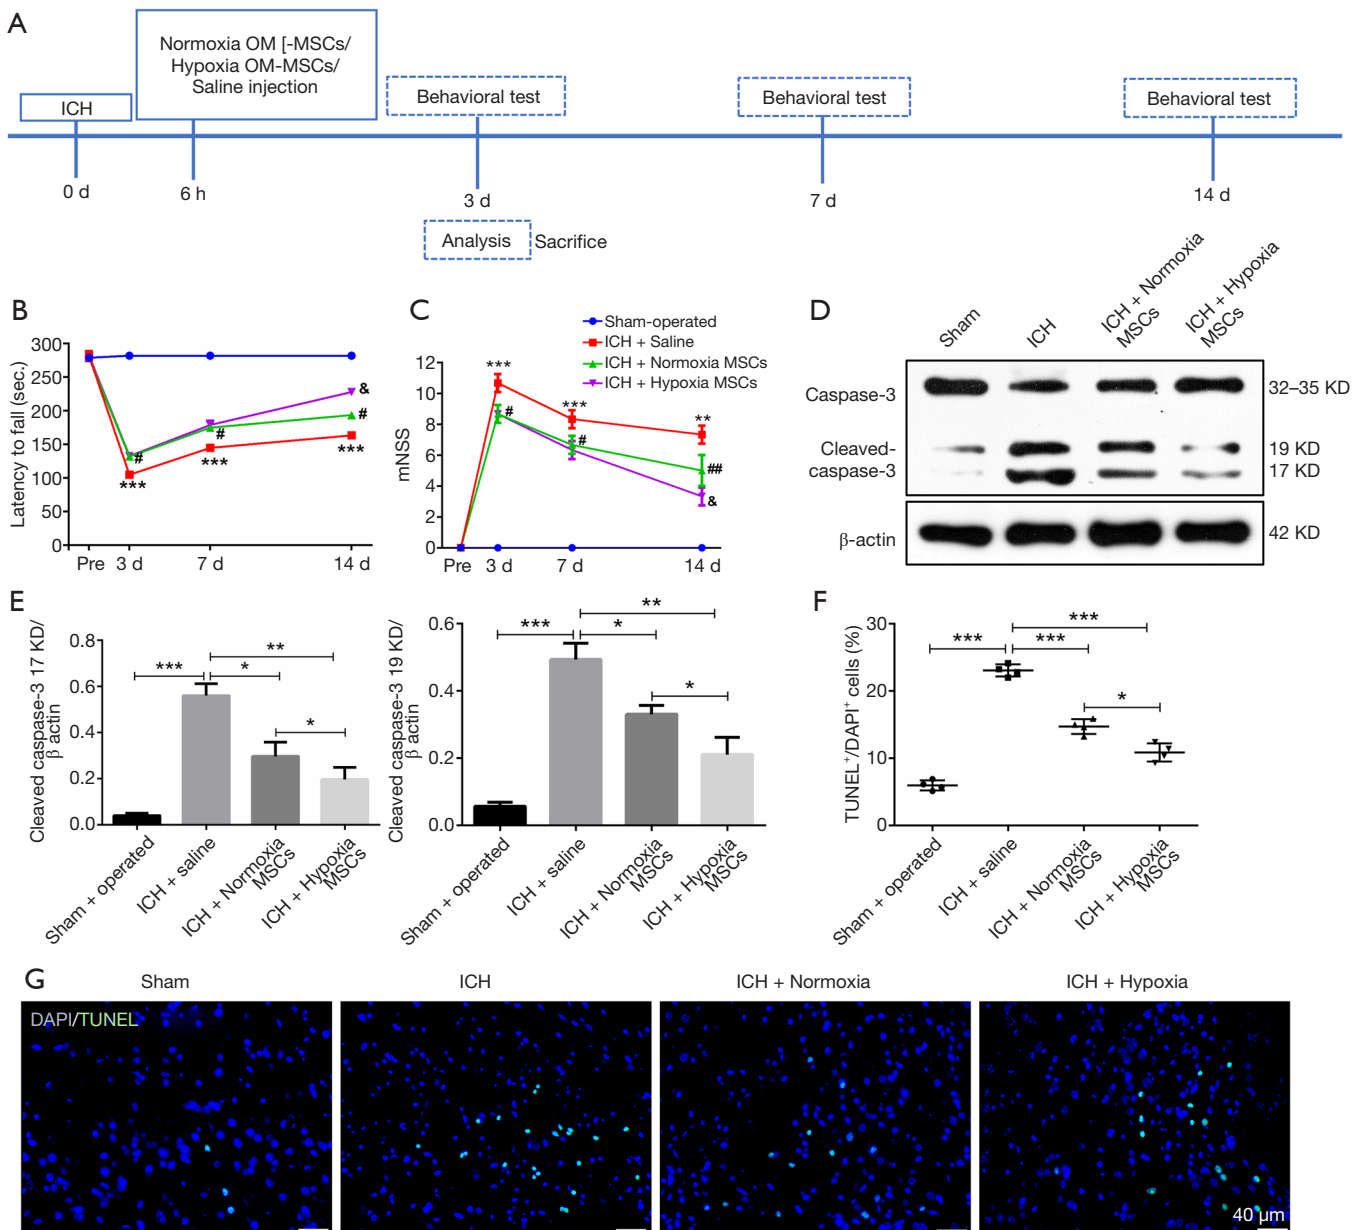 A
Normoxia OM [-MSCs/
Hypoxia OM-MSCs/
Saline injection
ICH
Behavioral test
Behavioral test
Behavioral test
0 d
6 h
3 d
7 d
14 d
Analysis
Sacrifice
B
Latency to fall (sec.)
300
250
200
150
100
50
0
&
#
#
#
***
***
***
Pre
3 d
7 d
14 d
C
Sham-operated
ICH + Saline
ICH + Normoxia MSCs
ICH + Hypoxia MSCs
mNSS
12
10
8
6
4
2
0
***
***
**
#
#
##
&
Pre
3 d
7 d
14 d
D
Sham
ICH
ICH + Normoxia
MSCs
ICH + Hypoxia
MSCs
Caspase-3
32–35 KD
Cleaved-
caspase-3
19 KD
17 KD
β-actin
42 KD
E
Cleaved caspase-3 17 KD/
β actin
0.8
0.6
0.4
0.2
0.0
***
**
*
*
Sham + operated
ICH + saline
ICH + Normoxia
MSCs
ICH + Hypoxia
MSCs
Cleaved caspase-3 19 KD/
β actin
0.6
0.4
0.2
0.0
***
**
*
*
Sham + operated
ICH + saline
ICH + Normoxia
MSCs
ICH + Hypoxia
MSCs
F
TUNEL⁺/DAPI⁺ cells (%)
30
20
10
0
***
***
***
*
Sham + operated
ICH + saline
ICH + Normoxia
MSCs
ICH + Hypoxia
MSCs
G
Sham
ICH
ICH + Normoxia
ICH + Hypoxia
DAPI/TUNEL
40 µm